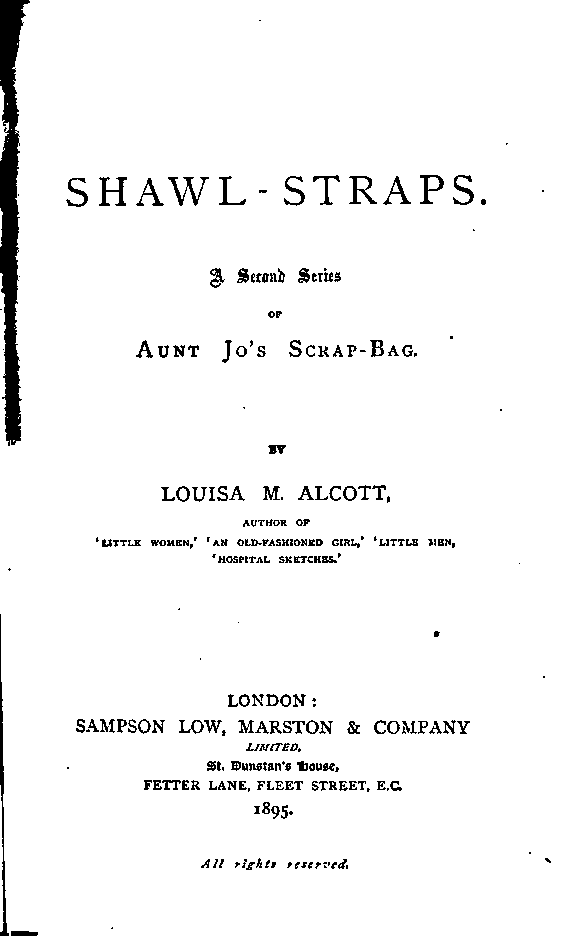 SHAWL-STRAPS.
A Second Series
OF
AUNT JO'S SCRAP-BAG.
BY
LOUISA M. ALCOTT,
AUTHOR OF
'LITTLE WOMEN,' 'AN OLD-FASHIONED GIRL,' 'LITTLE MEN,
'HOSPITAL SKETCHES.'
LONDON:
SAMPSON LOW, MARSTON & COMPANY
LIMITED,
St. Dunstan's House,
FETTER LANE, FLEET STREET, E.C.
1895.
All rights reserved.